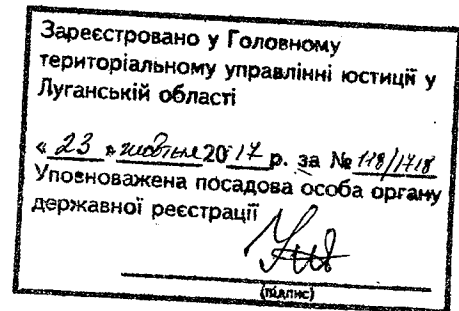 Зареєстровано у Головному
територіальному управлінні юстиції у
Луганській області
« 23 » жовтня 2017 р. за № 118/1718
Уповноважена посадова особа органу
державної реєстрації
(підпис)